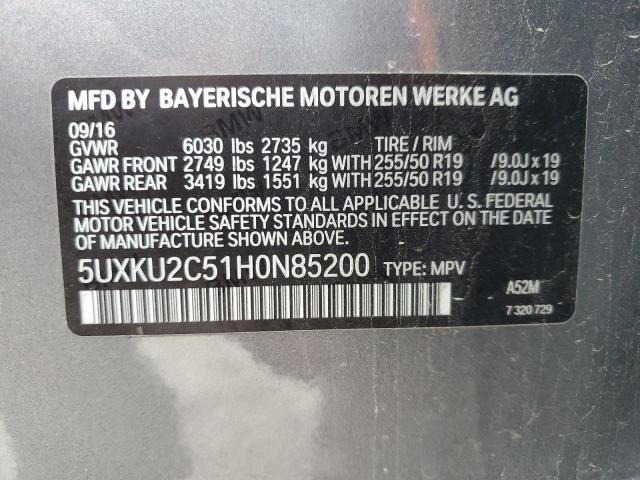 MFD BY BAYERISCHE MOTOREN WERKE AG
09/16
GVWR 6030 lbs 2735 kg TIRE / RIM
GAWR FRONT 2749 lbs 1247 kg WITH 255/50 R19 /9.0J x 19
GAWR REAR 3419 lbs 1551 kg WITH 255/50 R19 /9.0J x 19
THIS VEHICLE CONFORMS TO ALL APPLICABLE U. S. FEDERAL
MOTOR VEHICLE SAFETY STANDARDS IN EFFECT ON THE DATE
OF MANUFACTURE SHOWN ABOVE.
5UXKU2C51H0N85200 TYPE: MPV
A52M
7 320 729